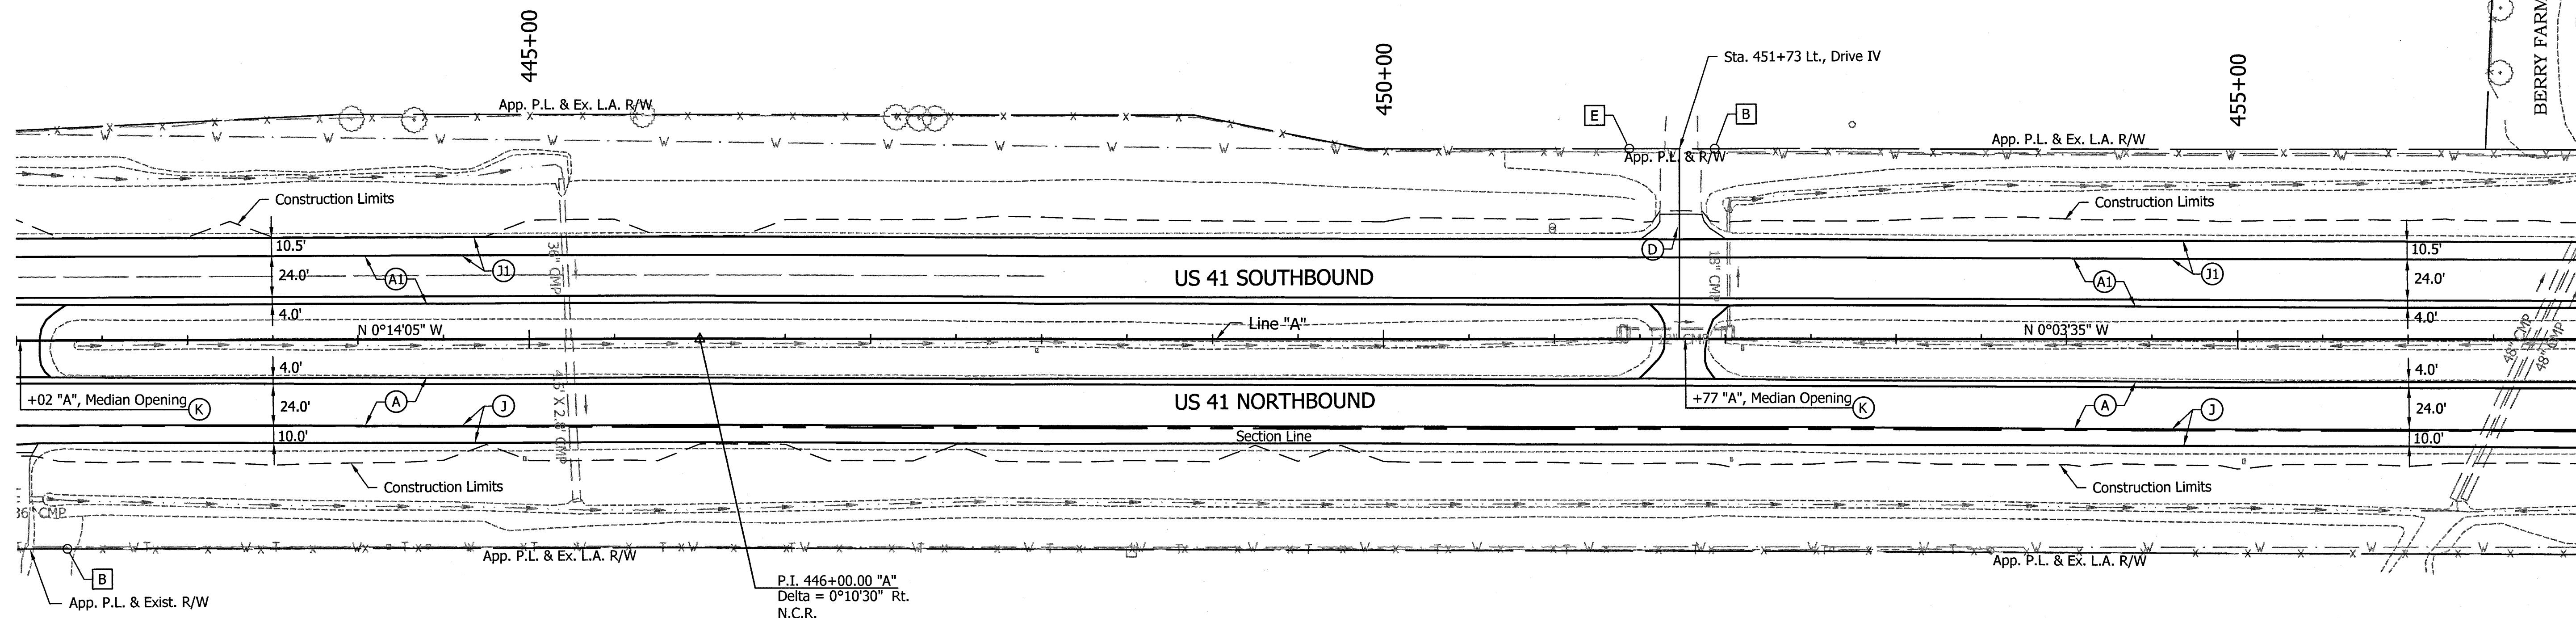 445+00
450+00
455+00
BERRY FARM
Sta. 451+73 Lt., Drive IV
App. P.L. & Ex. L.A. R/W
E
B
App. P.L. & Ex. L.A. R/W
App. P.L. & R/W
Construction Limits
Construction Limits
10.5'
24.0'
A1
J1
36" CMP
US 41 SOUTHBOUND
D
18" CMP
A1
J1
10.5'
24.0'
4.0'
N 0°14'05" W
Line "A"
N 0°03'35" W
4.0'
48" CMP
48" CMP
4.0'
+02 "A", Median Opening
K
24.0'
A
J
4.5' X 2.8' CMP
US 41 NORTHBOUND
+77 "A", Median Opening
K
A
J
4.0'
24.0'
10.0'
Section Line
10.0'
Construction Limits
Construction Limits
36" CMP
App. P.L. & Ex. L.A. R/W
App. P.L. & Ex. L.A. R/W
B
App. P.L. & Exist. R/W
P.I. 446+00.00 "A"
Delta = 0°10'30" Rt.
N.C.R.